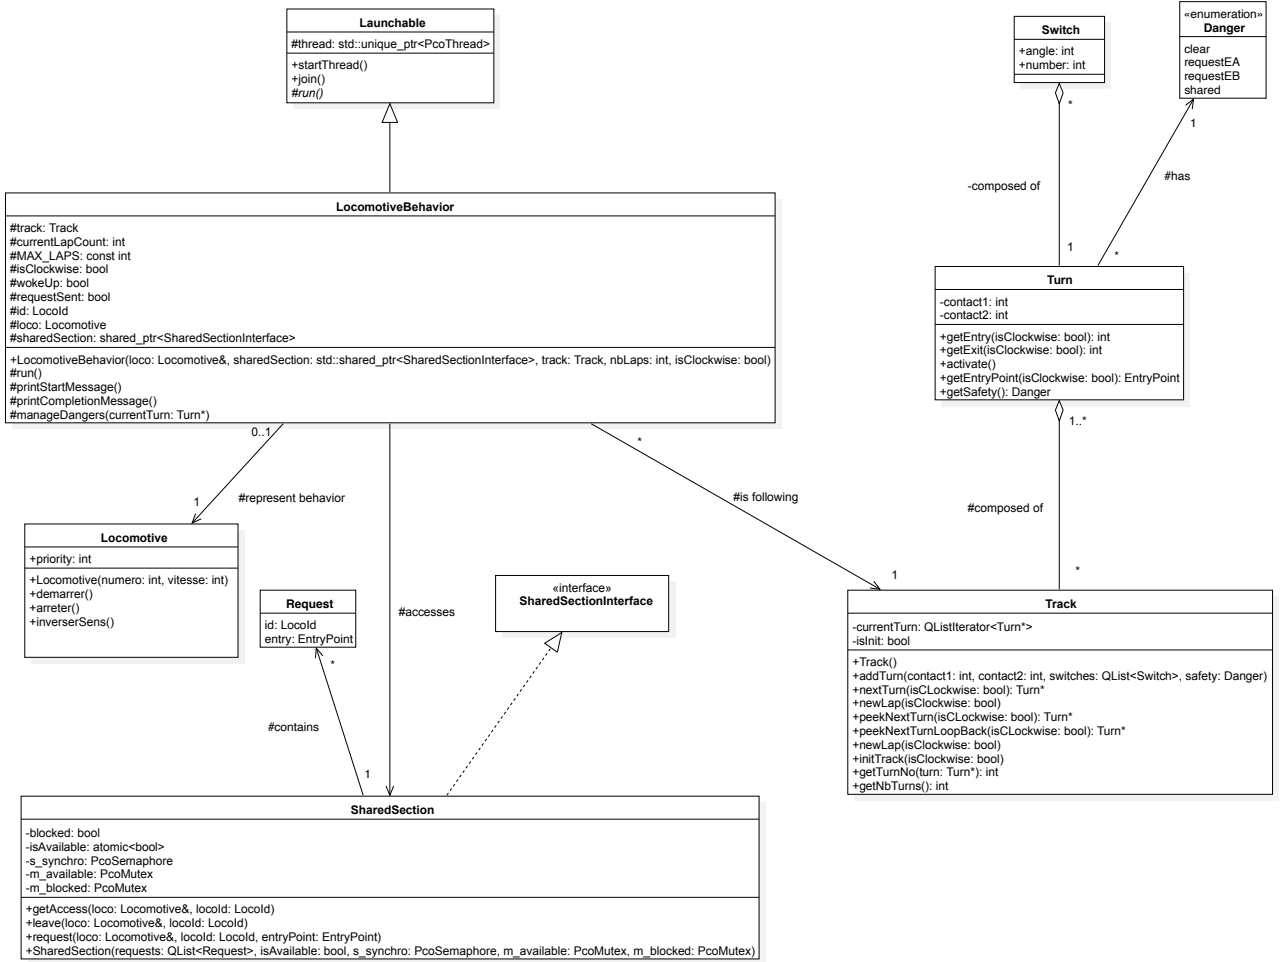 Launchable
#thread: std::unique_ptr<PcoThread>
+startThread()
+join()
#run()
Switch
+angle: int
+number: int
«enumeration»
Danger
clear
requestEA
requestEB
shared
*
1
-composed of
#has
1
*
LocomotiveBehavior
#track: Track
#currentLapCount: int
#MAX_LAPS: const int
#isClockwise: bool
#wokeUp: bool
#requestSent: bool
#id: LocoId
#loco: Locomotive
#sharedSection: shared_ptr<SharedSectionInterface>
+LocomotiveBehavior(loco: Locomotive&, sharedSection: std::shared_ptr<SharedSectionInterface>, track: Track, nbLaps: int, isClockwise: bool)
#run()
#printStartMessage()
#printCompletionMessage()
#manageDangers(currentTurn: Turn*)
Turn
-contact1: int
-contact2: int
+getEntry(isClockwise: bool): int
+getExit(isClockwise: bool): int
+activate()
+getEntryPoint(isClockwise: bool): EntryPoint
+getSafety(): Danger
0..1
*
1..*
#represent behavior
1
#is following
#composed of
1
*
Locomotive
+priority: int
+Locomotive(numero: int, vitesse: int)
+demarrer()
+arreter()
+inverserSens()
Request
id: LocoId
entry: EntryPoint
#accesses
«interface»
SharedSectionInterface
*
#contains
1
Track
-currentTurn: QListIterator<Turn*>
-isInit: bool
+Track()
+addTurn(contact1: int, contact2: int, switches: QList<Switch>, safety: Danger)
+nextTurn(isCLockwise: bool): Turn*
+newLap(isClockwise: bool)
+peekNextTurn(isCLockwise: bool): Turn*
+peekNextTurnLoopBack(isCLockwise: bool): Turn*
+newLap(isClockwise: bool)
+initTrack(isClockwise: bool)
+getTurnNo(turn: Turn*): int
+getNbTurns(): int
SharedSection
-blocked: bool
-isAvailable: atomic<bool>
-s_synchro: PcoSemaphore
-m_available: PcoMutex
-m_blocked: PcoMutex
+getAccess(loco: Locomotive&, locoId: LocoId)
+leave(loco: Locomotive&, locoId: LocoId)
+request(loco: Locomotive&, locoId: LocoId, entryPoint: EntryPoint)
+SharedSection(requests: QList<Request>, isAvailable: bool, s_synchro: PcoSemaphore, m_available: PcoMutex, m_blocked: PcoMutex)